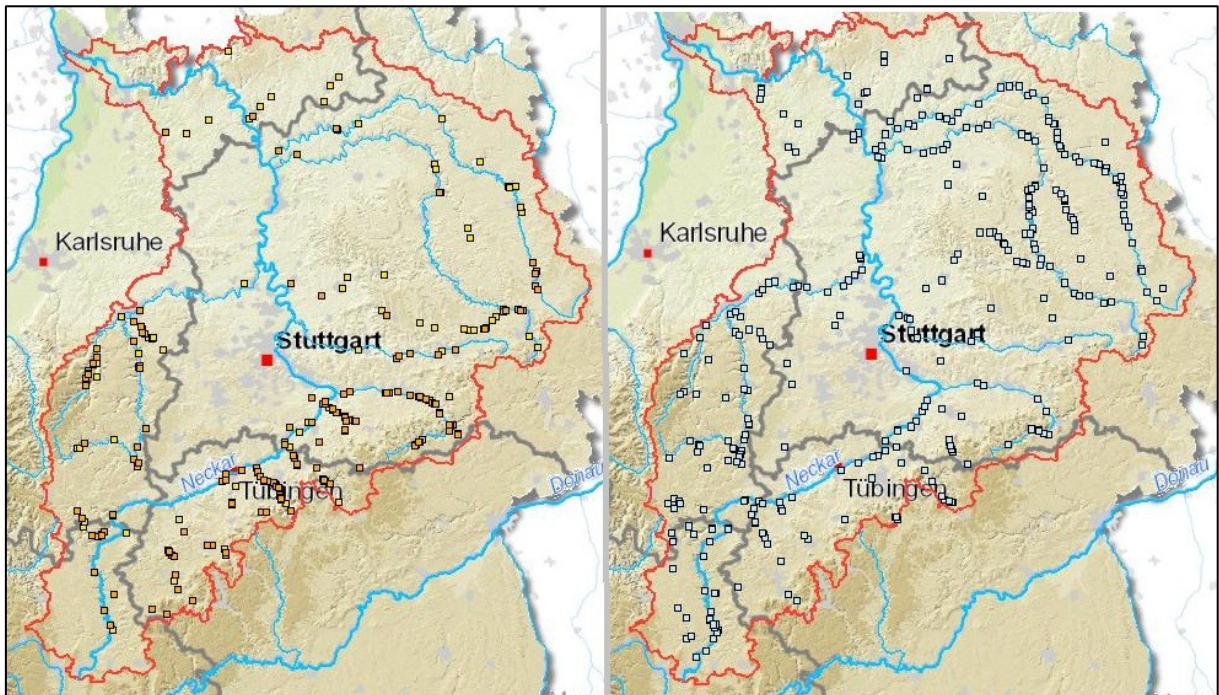 Karlsruhe
Stuttgart
Neckar
Tübingen
Donau
Karlsruhe
Stuttgart
Neckar
Tübingen
Donau